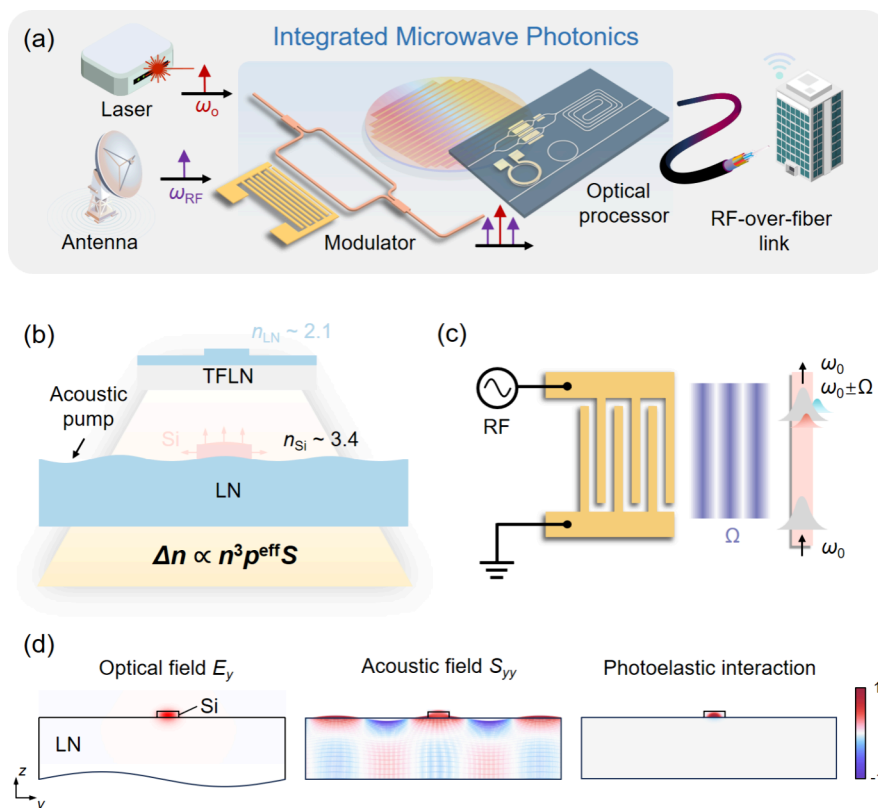 (a)
Integrated Microwave Photonics
Laser
ωo
Antenna
ωRF
Modulator
Optical
processor
RF-over-fiber
link
(b)
nLN ~ 2.1
TFLN
Acoustic
pump
Si
nSi ~ 3.4
LN
Δn ∝ n³pᵉᶠᶠS
(c)
RF
Ω
ω0
ω0±Ω
ω0
(d)
Optical field Ey
Si
LN
z
y
Acoustic field Syy
Photoelastic interaction
1
-1